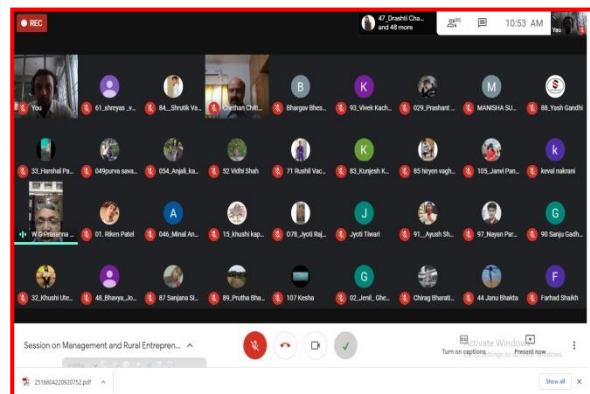 REC
47_Drashti Cha...
and 48 more
10:53 AM
You
You
61_shreyas _v...
84__Shrutik Va...
Chethan Chitt...
B
Bhargav Bhes...
K
93_Vivek Kach...
029_Prashant ...
M
MANISHA SU...
88_Yash Gandhi
33_Harshal Pa...
049purva sava...
054_Anjali_ka...
52 Vidhi Shah
71 Rushil Vac...
K
83_Kunjesh K...
85 hiryen vagh...
105_Janvi Pan...
k
keval nakrani
W G Prasanna ...
01. Riken Patel
A
046_Minal An...
15_khushi kap...
078_Jyoti Raj...
J
Jyoti Tiwari
91__Ayush Sh...
97_Nayan Par...
G
90 Sanju Gadh...
32_Khushi Ute...
48_Bhavya_Jo...
87 Sanjana Si...
89_Prutha Bha...
107 Kesha
G
02_Jenil_ Ghe...
Chirag Bharati...
44 Janu Bhakta
F
Farhad Shaikh
Session on Management and Rural Entrepren...
Activate Windows
Turn on captions
Present now
2516604220920752.pdf
Show all